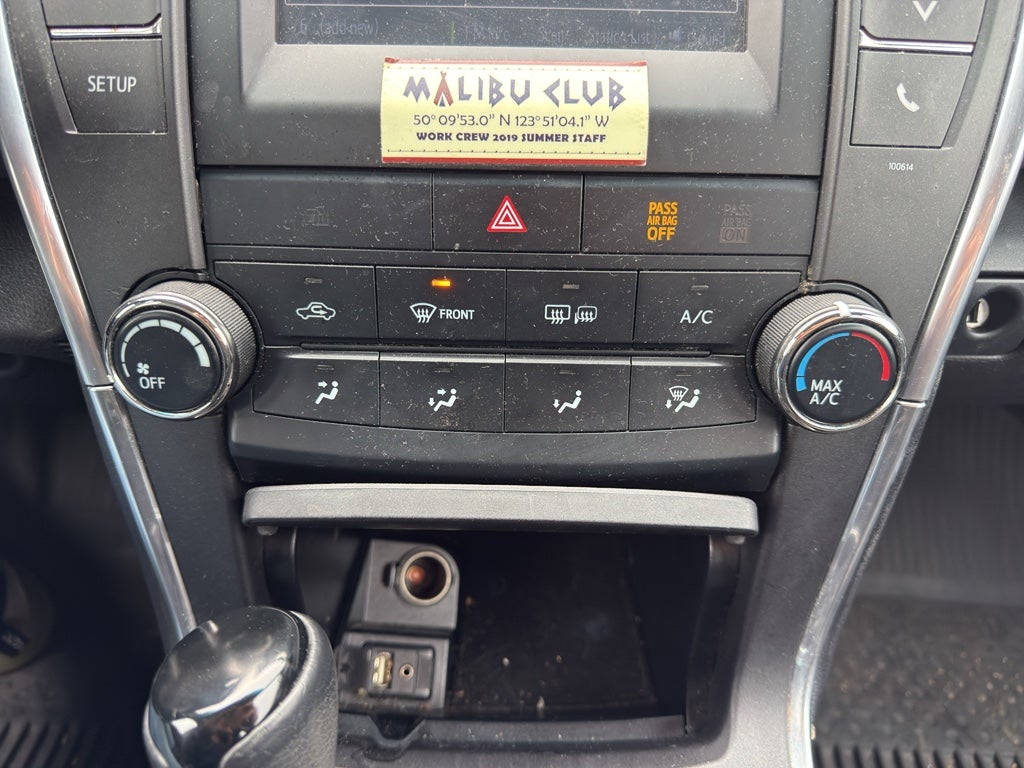 SETUP
MALIBU CLUB
50° 09'53.0" N 123° 51'04.1" W
WORK CREW 2019 SUMMER STAFF
100614
PASS
AIR BAG
OFF
PASS
AIR BAG
ON
FRONT
A/C
OFF
MAX
A/C